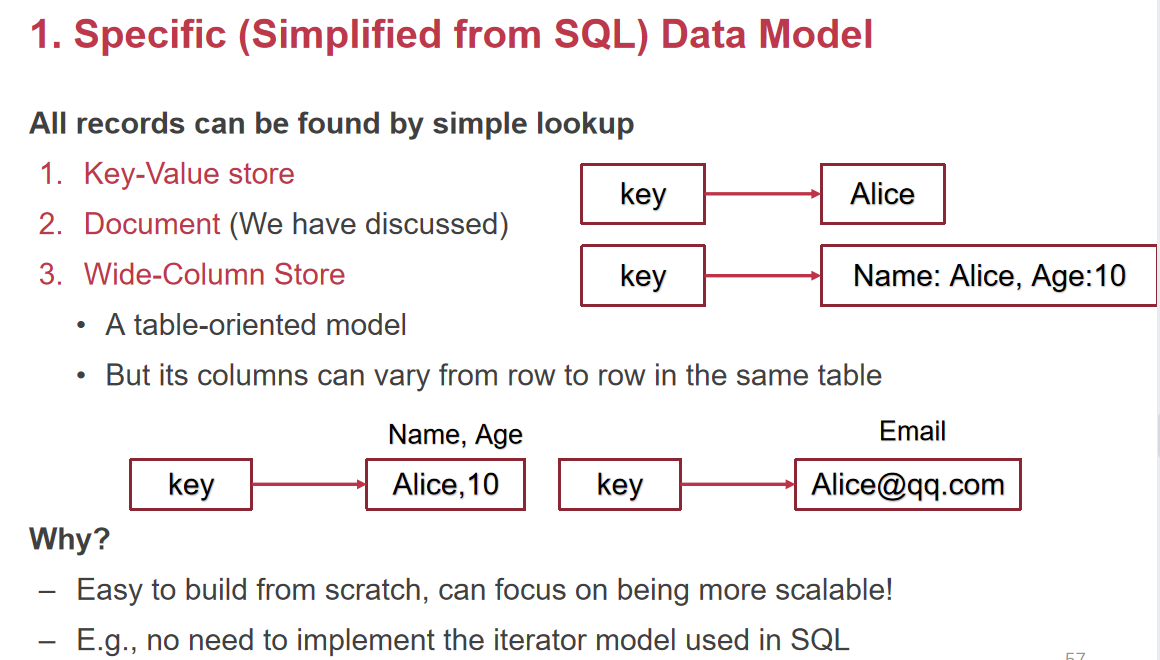 1. Specific (Simplified from SQL) Data Model
All records can be found by simple lookup
1. Key-Value store
key
Alice
2. Document (We have discussed)
3. Wide-Column Store
key
Name: Alice, Age:10
• A table-oriented model
• But its columns can vary from row to row in the same table
Name, Age
Email
key
Alice,10
key
Alice@qq.com
Why?
– Easy to build from scratch, can focus on being more scalable!
– E.g., no need to implement the iterator model used in SQL
57